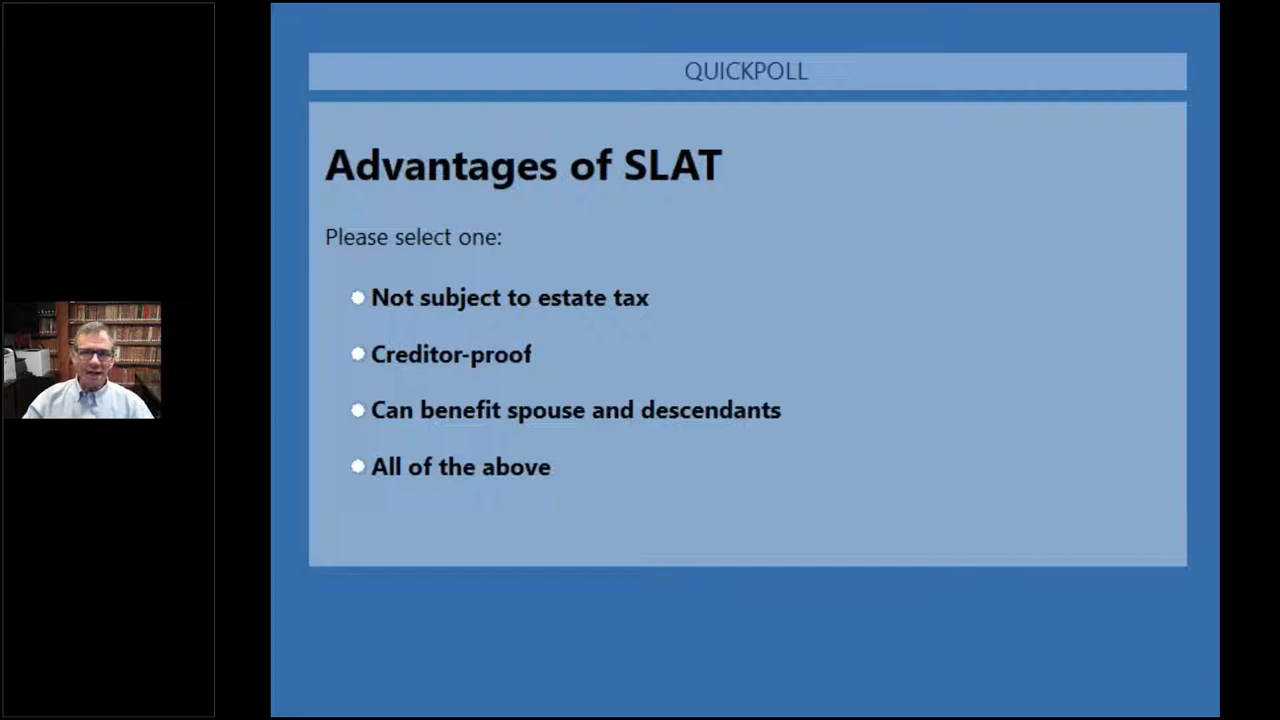 QUICKPOLL
Advantages of SLAT
Please select one:
Not subject to estate tax
Creditor-proof
Can benefit spouse and descendants
All of the above